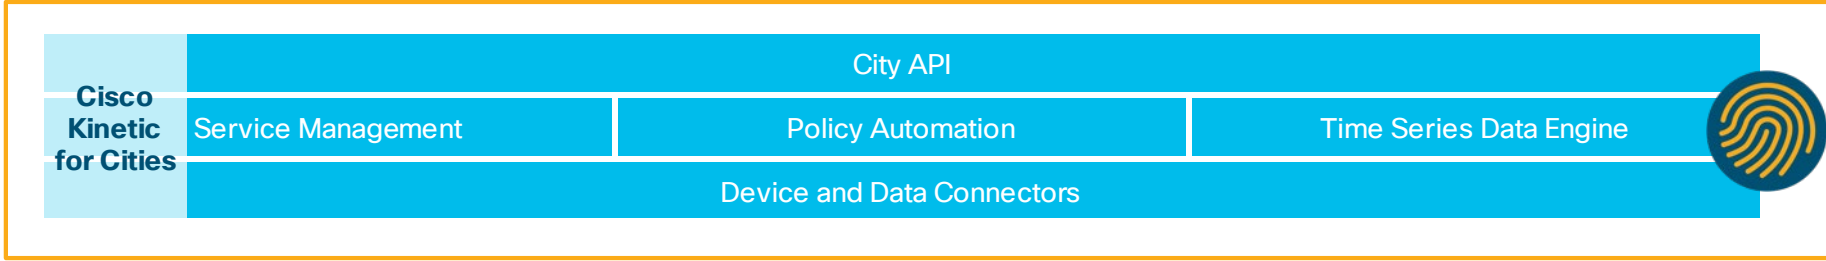 City API
Cisco
Kinetic
for Cities
Service Management
Policy Automation
Time Series Data Engine
Device and Data Connectors